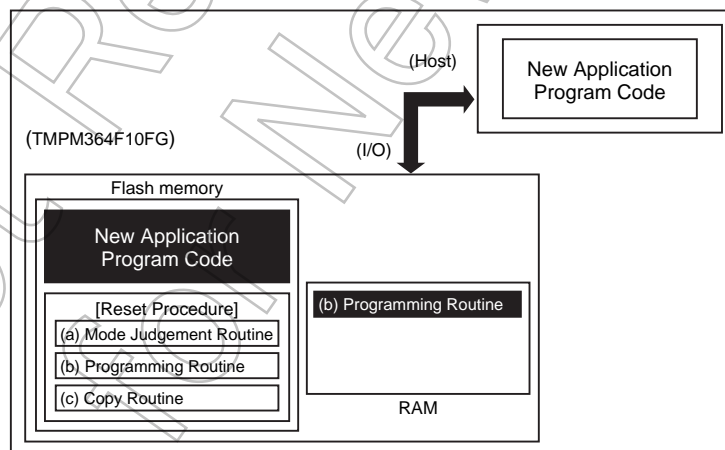 (Host)
New Application
Program Code
(TMPM364F10FG)
(I/O)
Flash memory
New Application
Program Code
[Reset Procedure]
(a) Mode Judgement Routine
(b) Programming Routine
(c) Copy Routine
(b) Programming Routine
RAM